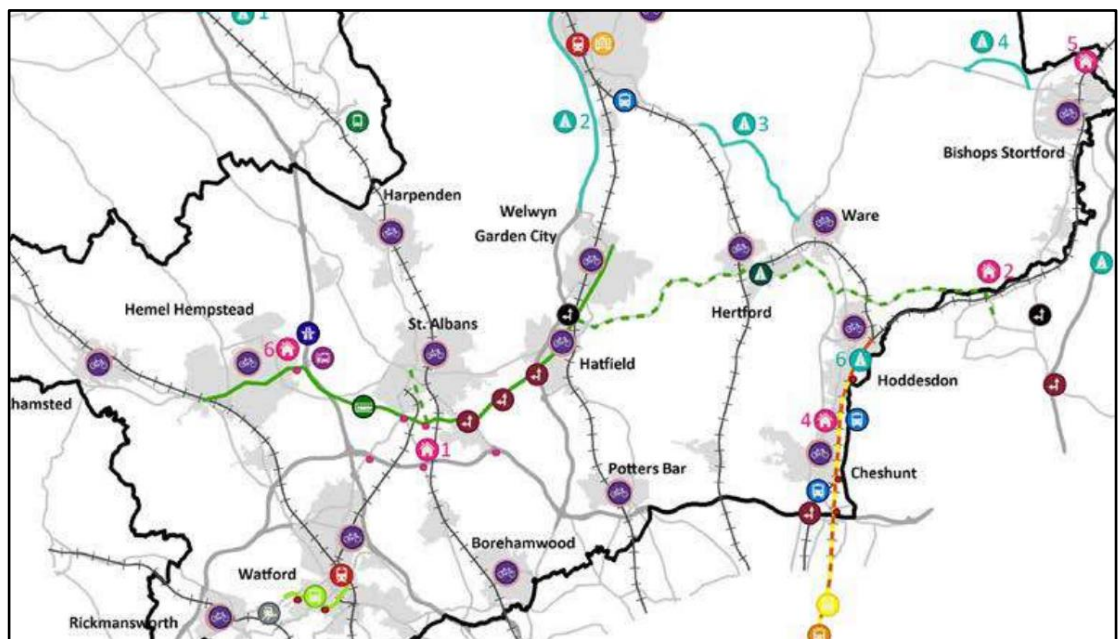 1
4
5
2
3
Bishops Stortford
Harpenden
Welwyn
Garden City
Ware
2
Hemel Hempstead
St. Albans
Hertford
6
Hatfield
6
Hoddesdon
hamsted
4
1
Potters Bar
Cheshunt
Borehamwood
Watford
Rickmansworth